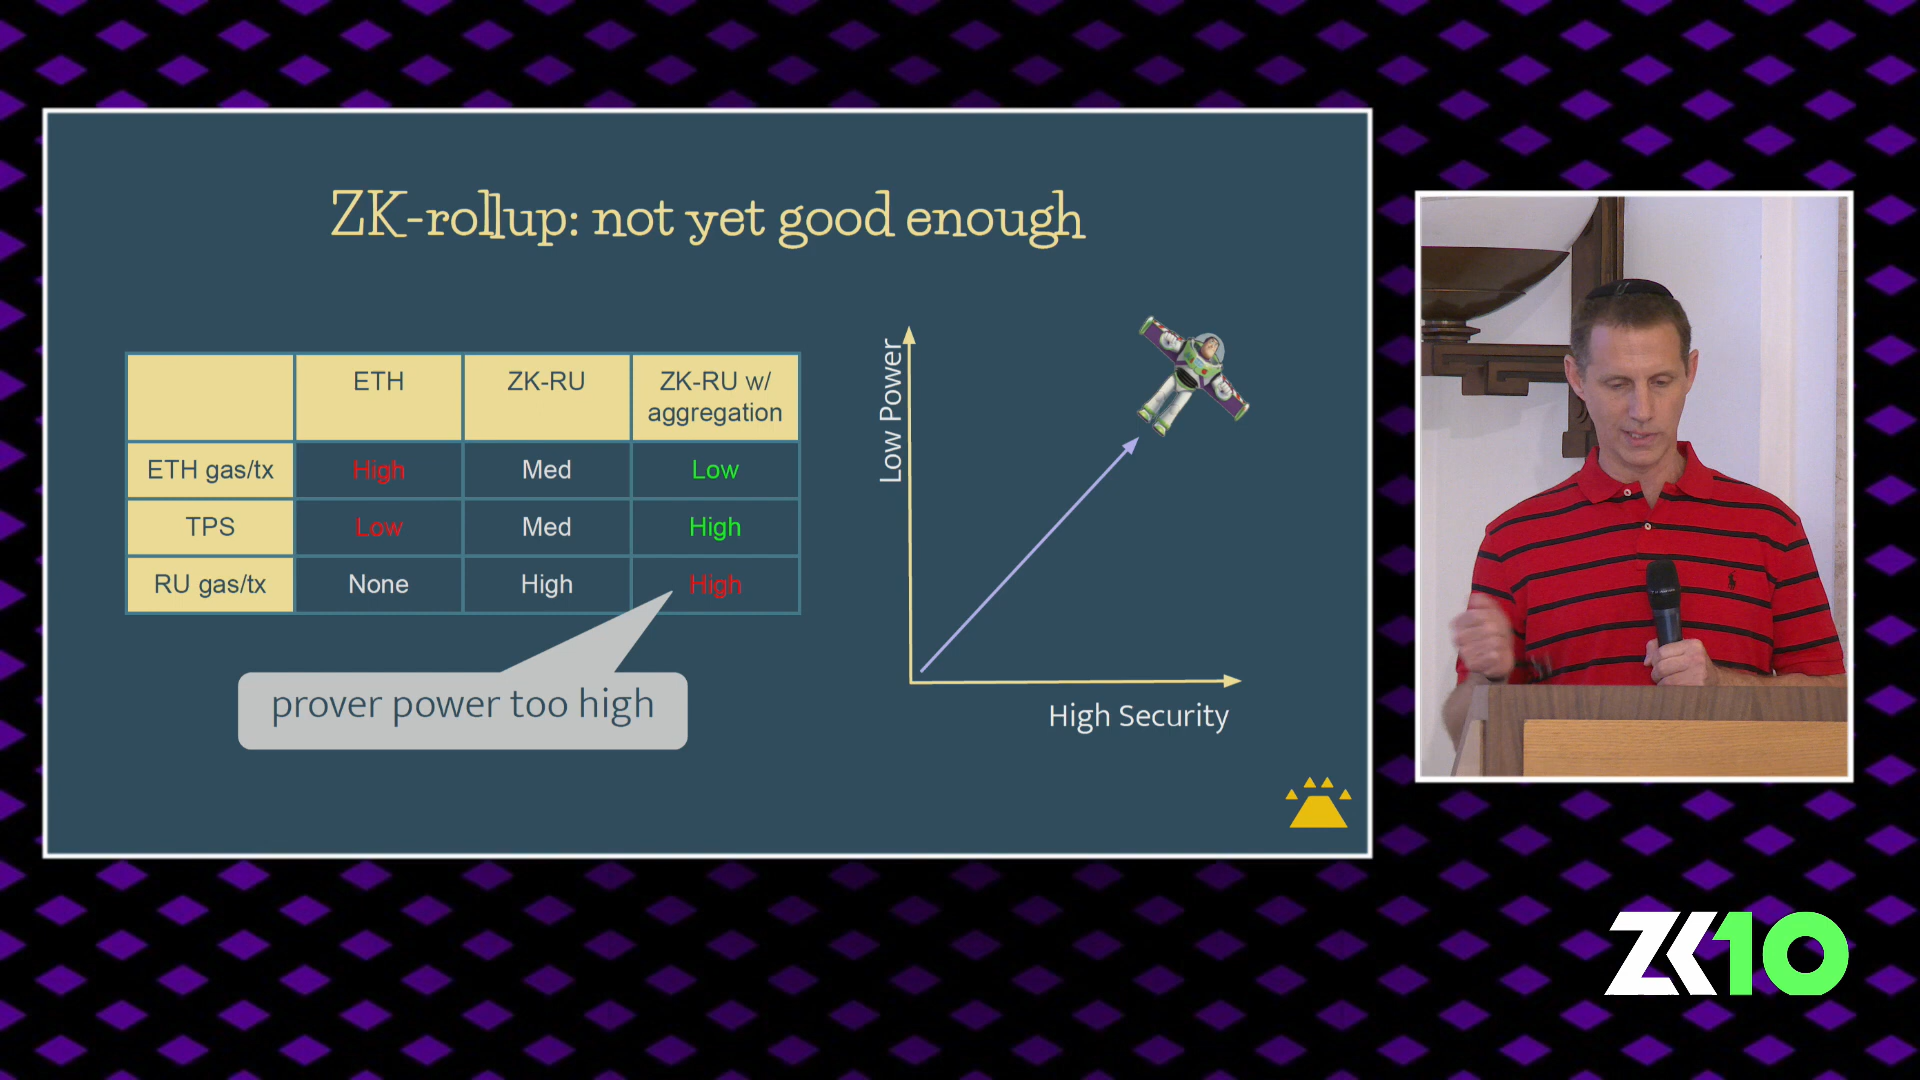 ZK-rollup: not yet good enough
ETH ZK-RU ZK-RU w/
aggregation
ETH gas/tx High Med Low
TPS Low Med High
RU gas/tx None High High
prover power too high
Low Power
High Security
ZK10